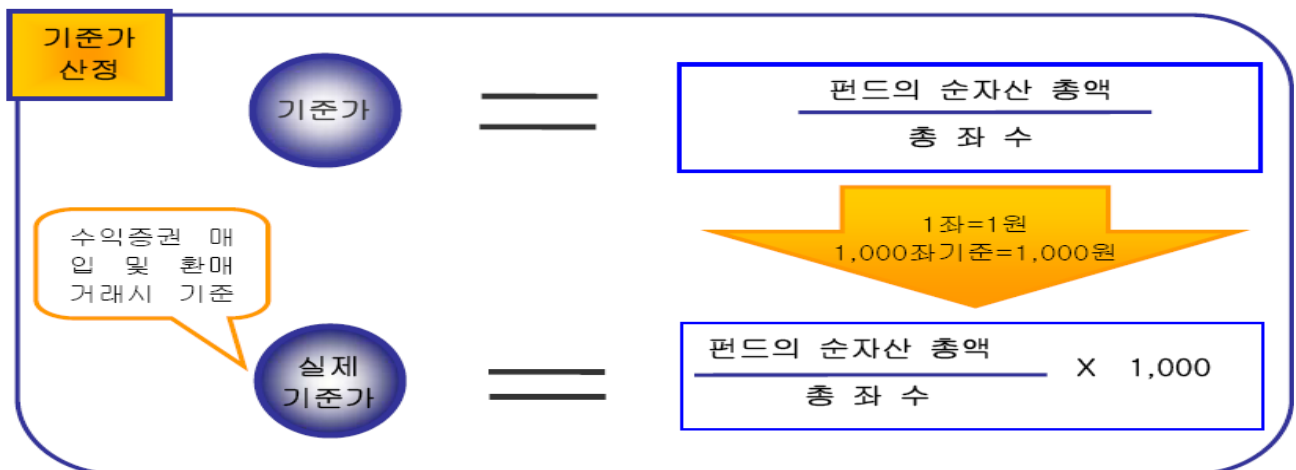 기준가
산정
기준가
펀드의 순자산 총액
총 좌 수
1좌=1원
1,000좌기준=1,000원
수익증권 매
입 및 환매
거래시 기준
실제
기준가
펀드의 순자산 총액
X 1,000
총 좌 수